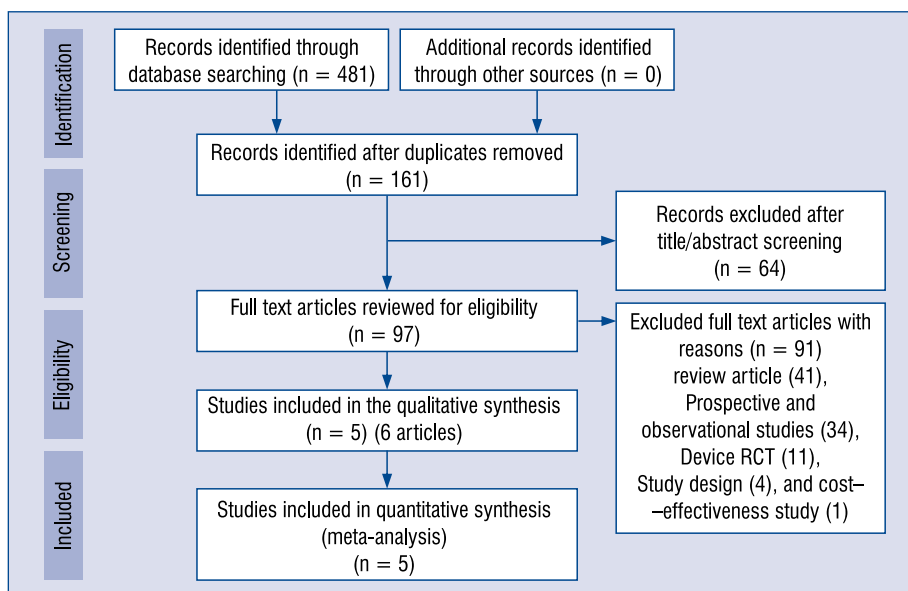 Identification
Records identified through
database searching (n = 481)
Additional records identified
through other sources (n = 0)
Records identified after duplicates removed
(n = 161)
Screening
Records excluded after
title/abstract screening
(n = 64)
Eligibility
Full text articles reviewed for eligibility
(n = 97)
Excluded full text articles with
reasons (n = 91)
review article (41),
Prospective and
observational studies (34),
Device RCT (11),
Study design (4), and cost–
–effectiveness study (1)
Studies included in the qualitative synthesis
(n = 5) (6 articles)
Included
Studies included in quantitative synthesis
(meta-analysis)
(n = 5)